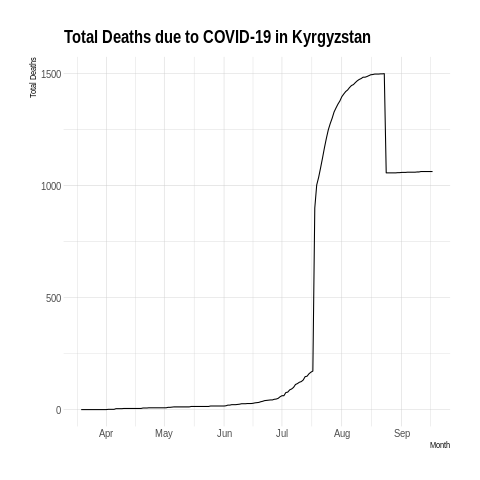 Total Deaths due to COVID-19 in Kyrgyzstan
Total Deaths
1500
1000
500
0
Apr May Jun Jul Aug Sep
Month